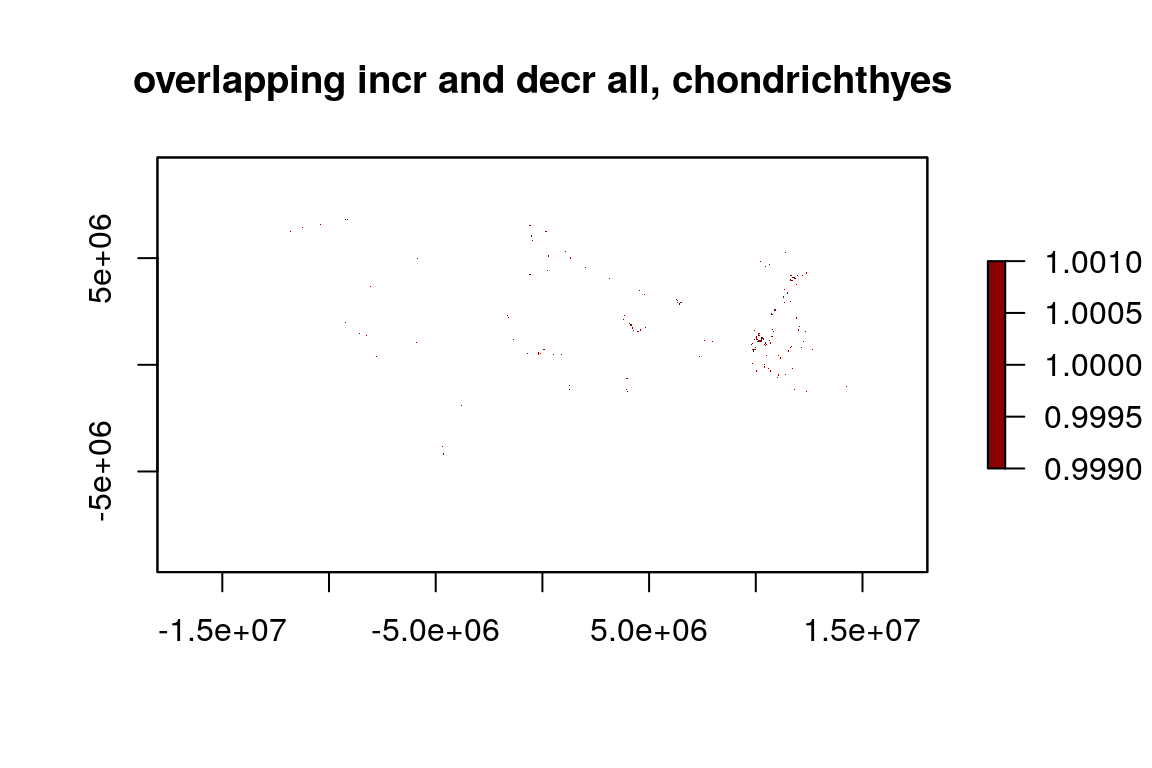 overlapping incr and decr all, chondrichthyes
5e+06
-5e+06
-1.5e+07
-5.0e+06
5.0e+06
1.5e+07
1.0010
1.0005
1.0000
0.9995
0.9990